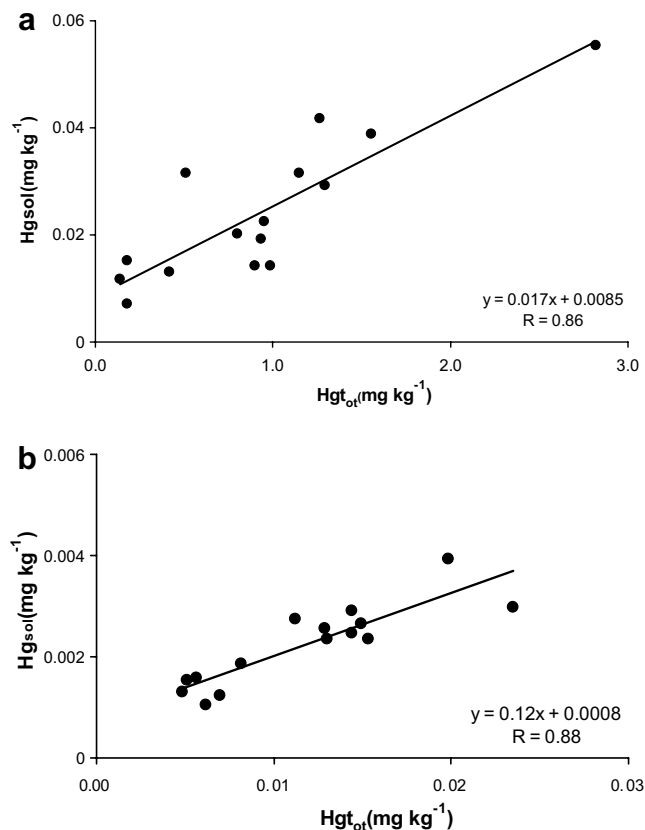 a
0.06
0.04
0.02
0
Hgsol(mg kg-1)
y = 0.017x + 0.0085
R = 0.86
0.0 1.0 2.0 3.0
Hgtot(mg kg-1)
b
0.006
0.004
0.002
0
Hgsol(mg kg-1)
y = 0.12x + 0.0008
R = 0.88
0.00 0.01 0.02 0.03
Hgtot(mg kg-1)